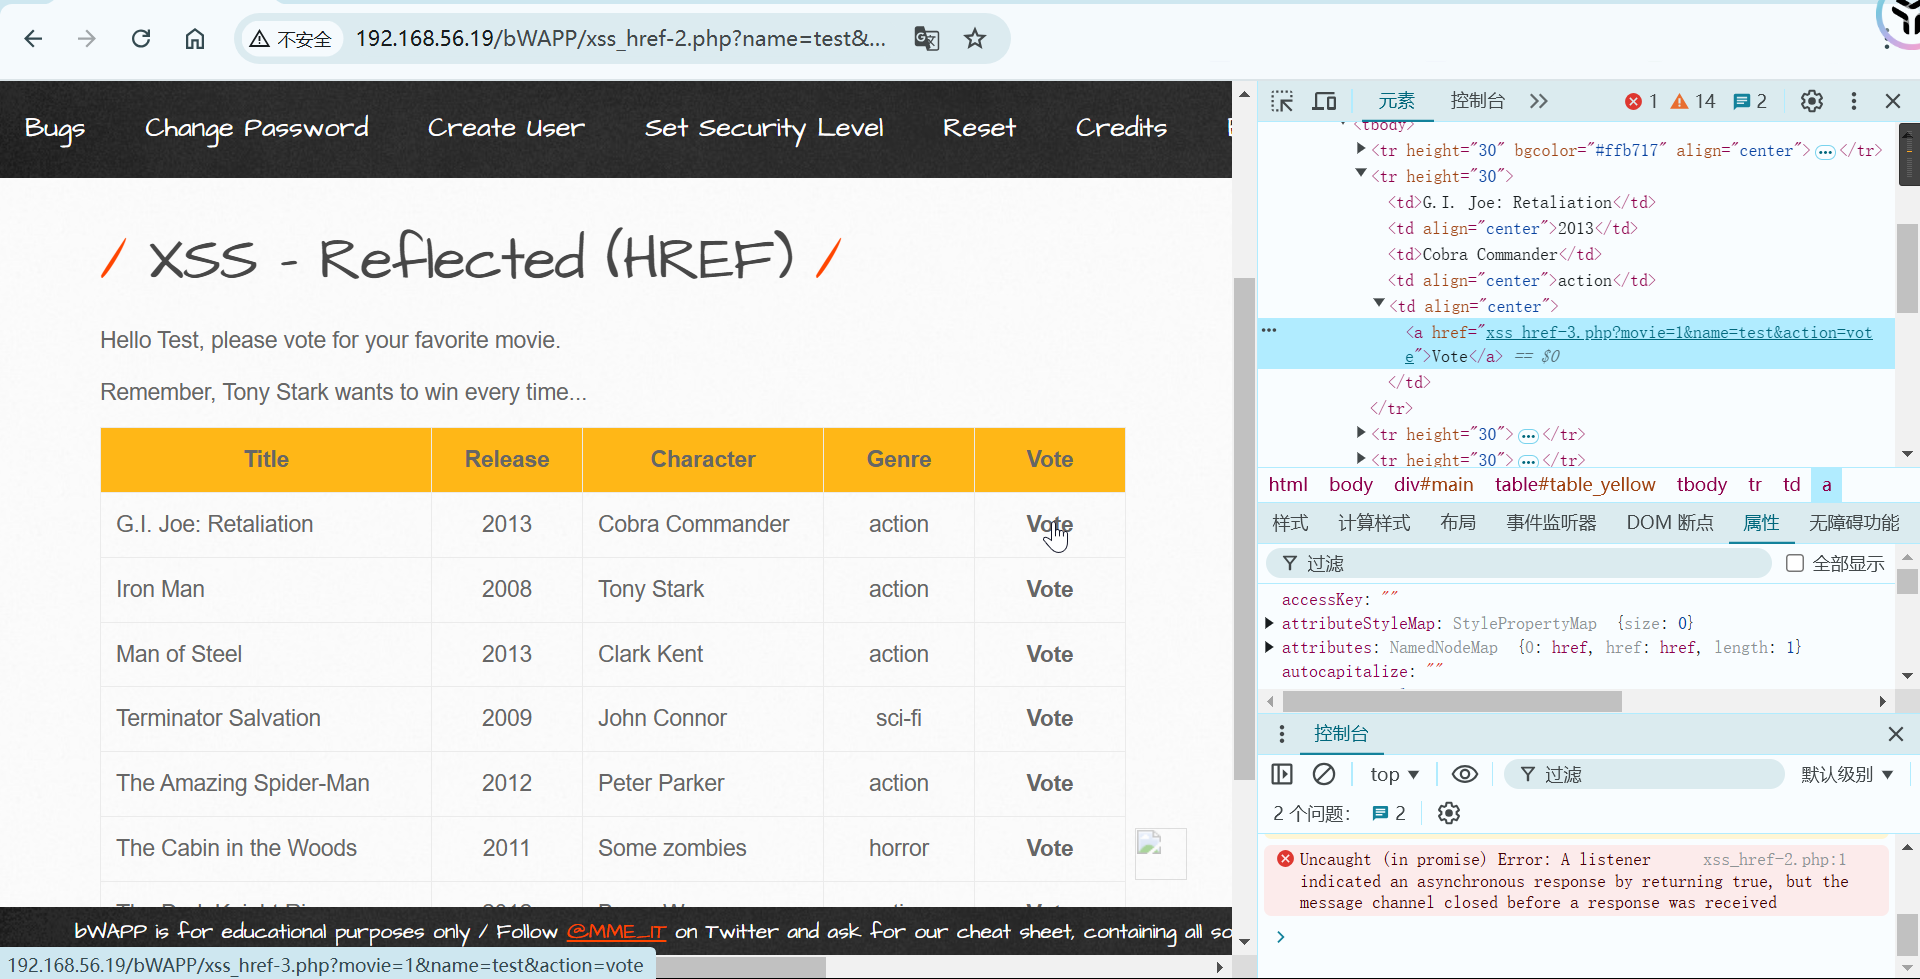 不安全 192.168.56.19/bWAPP/xss_href-2.php?name=test&...
Bugs Change Password Create User Set Security Level Reset Credits
/ XSS - Reflected (HREF) /
Hello Test, please vote for your favorite movie.
Remember, Tony Stark wants to win every time...
Title Release Character Genre Vote
G.I. Joe: Retaliation 2013 Cobra Commander action Vote
Iron Man 2008 Tony Stark action Vote
Man of Steel 2013 Clark Kent action Vote
Terminator Salvation 2009 John Connor sci-fi Vote
The Amazing Spider-Man 2012 Peter Parker action Vote
The Cabin in the Woods 2011 Some zombies horror Vote
bWAPP is for educational purposes only / Follow @MME_IT on Twitter and ask for our cheat sheet, containing all so
192.168.56.19/bWAPP/xss_href-3.php?movie=1&name=test&action=vote
元素 控制台 1 14 2
<tbody>
<tr height="30" bgcolor="#ffb717" align="center">…</tr>
<tr height="30">
<td>G.I. Joe: Retaliation</td>
<td align="center">2013</td>
<td>Cobra Commander</td>
<td align="center">action</td>
<td align="center">
<a href="xss_href-3.php?movie=1&name=test&action=vot
e">Vote</a> == $0
</td>
</tr>
<tr height="30">…</tr>
<tr height="30">…</tr>
html body div#main table#table_yellow tbody tr td a
样式 计算样式 布局 事件监听器 DOM 断点 属性 无障碍功能
过滤 全部显示
accessKey: ""
attributeStyleMap: StylePropertyMap {size: 0}
attributes: NamedNodeMap {0: href, href: href, length: 1}
autocapitalize: ""
控制台
top 过滤 默认级别
2 个问题: 2
Uncaught (in promise) Error: A listener xss_href-2.php:1
indicated an asynchronous response by returning true, but the
message channel closed before a response was received